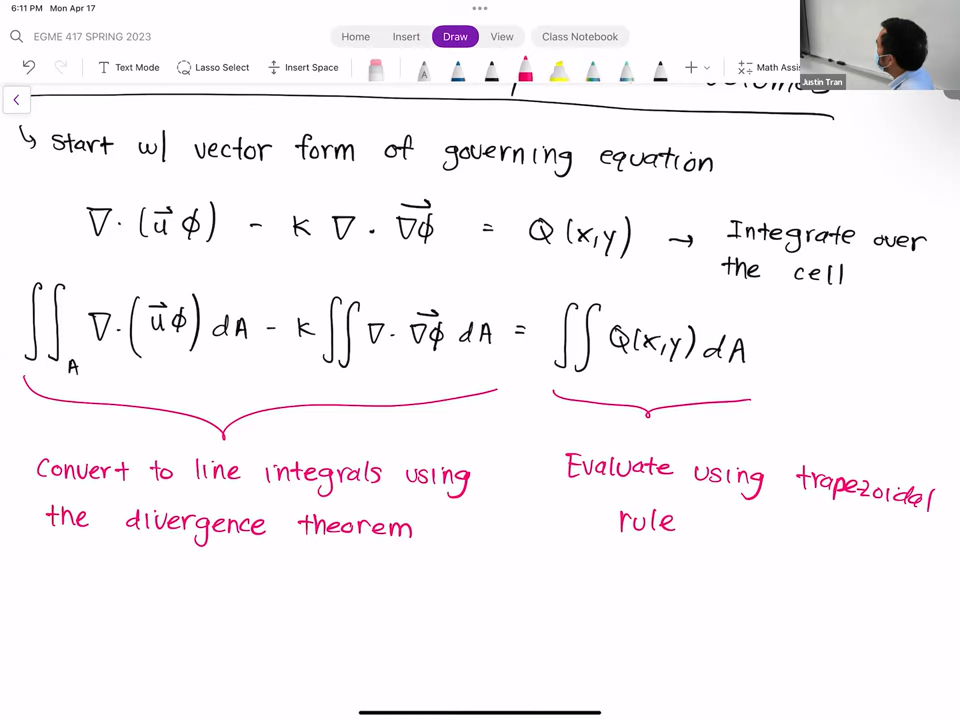 6:11 PM Mon Apr 17
EGME 417 SPRING 2023
Home Insert Draw View Class Notebook
Text Mode Lasso Select Insert Space Math Assis
Justin Tran
↳ start w/ vector form of governing equation
∇·(u⃗ϕ) - K ∇·∇⃗ϕ = Q(x,y) → Integrate over
the cell
∬_A ∇·(u⃗ϕ) dA - K∬ ∇·∇⃗ϕ dA = ∬ Q(x,y) dA
Convert to line integrals using
the divergence theorem
Evaluate using trapezoidal
rule